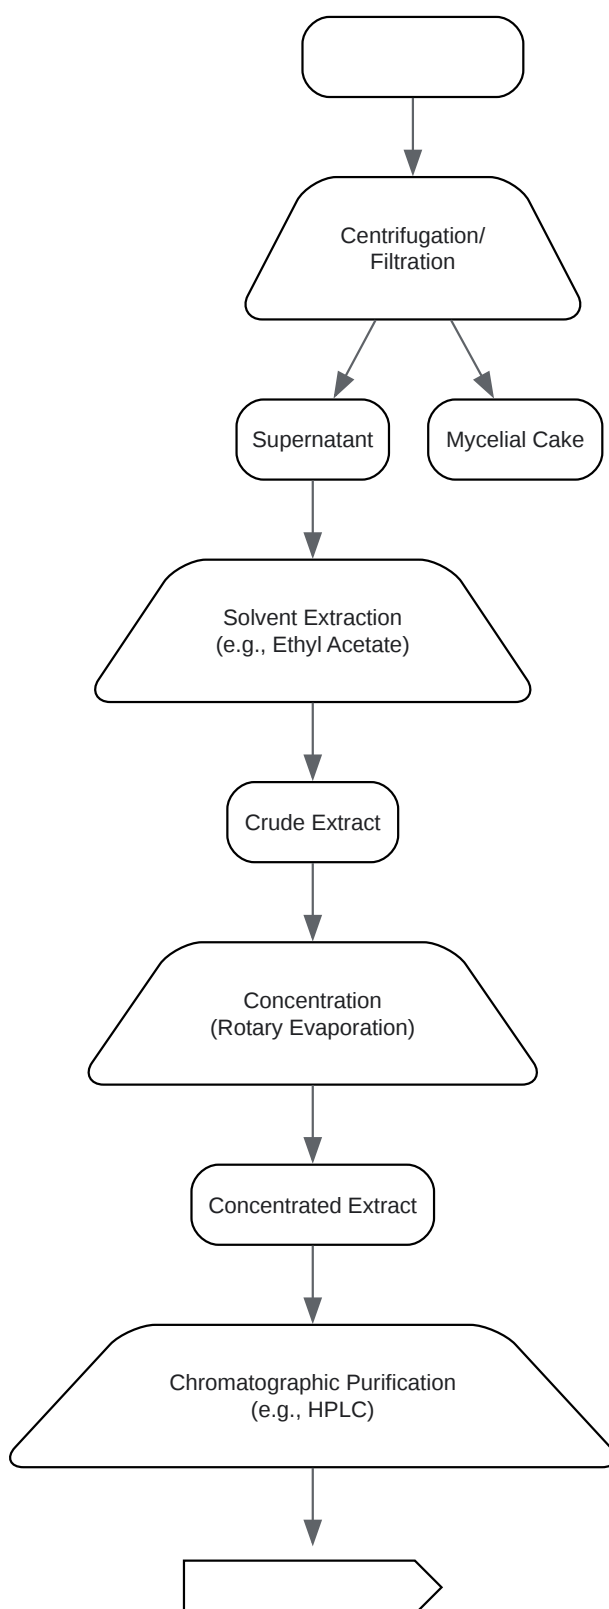 Centrifugation/
Filtration
Supernatant
Mycelial Cake
Solvent Extraction
(e.g., Ethyl Acetate)
Crude Extract
Concentration
(Rotary Evaporation)
Concentrated Extract
Chromatographic Purification
(e.g., HPLC)